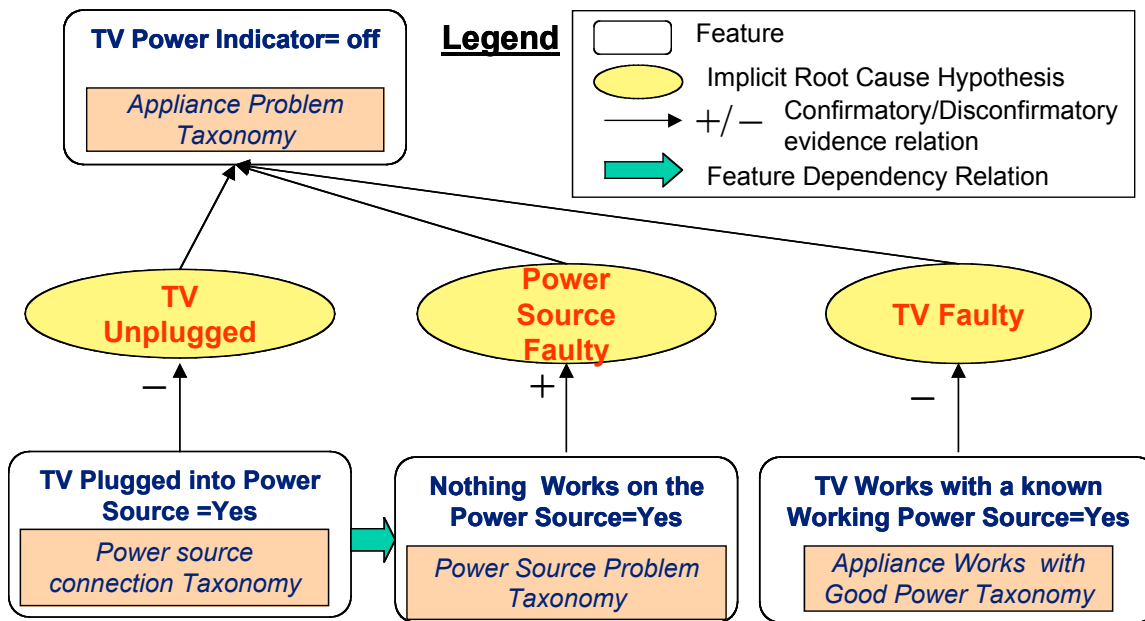 TV Power Indicator= off
Appliance Problem
Taxonomy
Legend
Feature
Implicit Root Cause Hypothesis
+/− Confirmatory/Disconfirmatory
evidence relation
Feature Dependency Relation
TV
Unplugged
Power
Source
Faulty
TV Faulty
−
+
−
TV Plugged into Power
Source =Yes
Power source
connection Taxonomy
Nothing Works on the
Power Source=Yes
Power Source Problem
Taxonomy
TV Works with a known
Working Power Source=Yes
Appliance Works with
Good Power Taxonomy